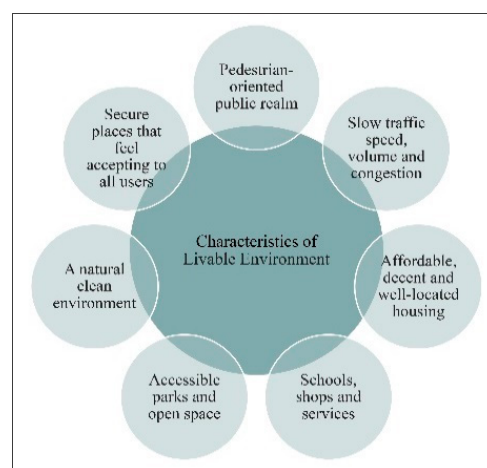 Pedestrian-
oriented
public realm
Slow traffic
speed,
volume and
congestion
Affordable,
decent and
well-located
housing
Schools,
shops and
services
Accessible
parks and
open space
A natural
clean
environment
Secure
places that
feel
accepting to
all users
Characteristics of
Livable Environment